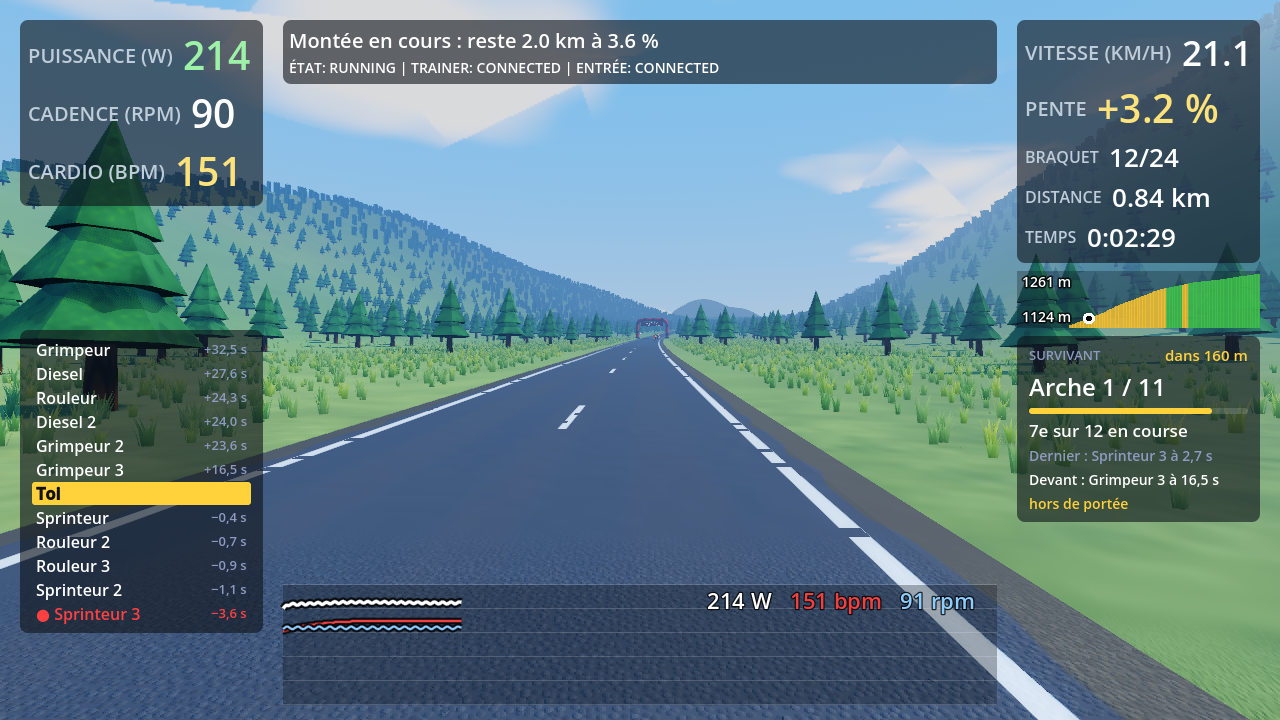 PUISSANCE (W) 214
CADENCE (RPM) 90
CARDIO (BPM) 151
Montée en cours : reste 2.0 km à 3.6 %
ÉTAT: RUNNING | TRAINER: CONNECTED | ENTRÉE: CONNECTED
VITESSE (KM/H) 21.1
PENTE +3.2 %
BRAQUET 12/24
DISTANCE 0.84 km
TEMPS 0:02:29
1261 m
1124 m
SURVIVANT dans 160 m
Arche 1 / 11
7e sur 12 en course
Dernier : Sprinteur 3 à 2,7 s
Devant : Grimpeur 3 à 16,5 s
hors de portée
Grimpeur +32,5 s
Diesel +27,6 s
Rouleur +24,3 s
Diesel 2 +24,0 s
Grimpeur 2 +23,6 s
Grimpeur 3 +16,5 s
Toi
Sprinteur −0,4 s
Rouleur 2 −0,7 s
Rouleur 3 −0,9 s
Sprinteur 2 −1,1 s
Sprinteur 3 −3,6 s
214 W 151 bpm 91 rpm